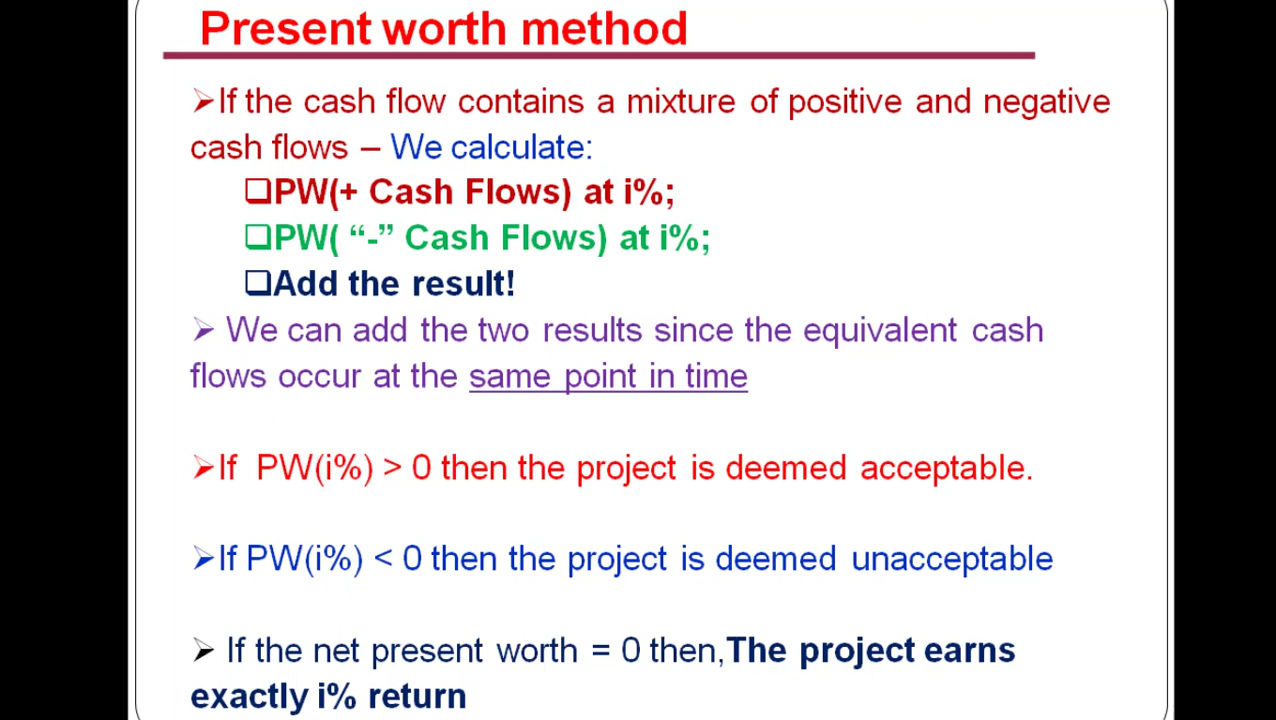 Present worth method
➢If the cash flow contains a mixture of positive and negative
cash flows – We calculate:
❑PW(+ Cash Flows) at i%;
❑PW( “-” Cash Flows) at i%;
❑Add the result!
➢ We can add the two results since the equivalent cash
flows occur at the same point in time
➢If PW(i%) > 0 then the project is deemed acceptable.
➢If PW(i%) < 0 then the project is deemed unacceptable
➢ If the net present worth = 0 then,The project earns
exactly i% return